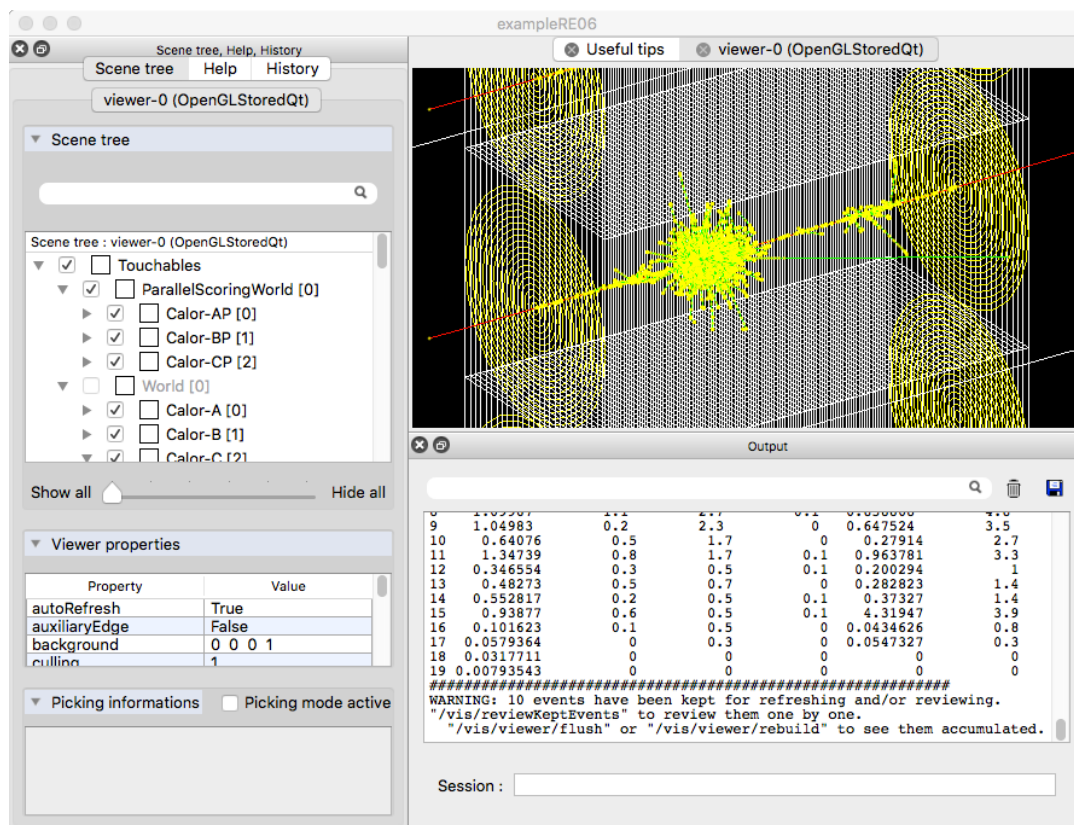 exampleRE06
Scene tree, Help, History
Scene tree Help History
viewer-0 (OpenGLStoredQt)
Scene tree
Scene tree : viewer-0 (OpenGLStoredQt)
Touchables
ParallelScoringWorld [0]
Calor-AP [0]
Calor-BP [1]
Calor-CP [2]
World [0]
Calor-A [0]
Calor-B [1]
Calor-C [2]
Show all Hide all
Viewer properties
Property Value
autoRefresh True
auxiliaryEdge False
background 0 0 0 1
culling 1
Picking informations Picking mode active
Useful tips viewer-0 (OpenGLStoredQt)
Output
9 1.04983 0.2 2.3 0 0.647524 3.5
10 0.64076 0.5 1.7 0 0.27914 2.7
11 1.34739 0.8 1.7 0.1 0.963781 3.3
12 0.346554 0.3 0.5 0.1 0.200294 1
13 0.48273 0.5 0.7 0 0.282823 1.4
14 0.552817 0.2 0.5 0.1 0.37327 1.4
15 0.93877 0.6 0.5 0.1 4.31947 3.9
16 0.101623 0.1 0.5 0 0.0434626 0.8
17 0.0579364 0 0.3 0 0.0547327 0.3
18 0.0317711 0 0 0 0 0
19 0.00793543 0 0 0 0 0
############################################################
WARNING: 10 events have been kept for refreshing and/or reviewing.
"/vis/reviewKeptEvents" to review them one by one.
"/vis/viewer/flush" or "/vis/viewer/rebuild" to see them accumulated.
Session :